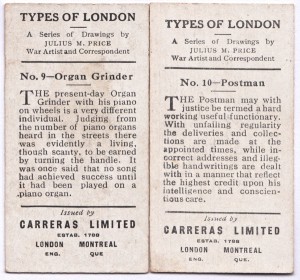 TYPES OF LONDON
A Series of Drawings by
JULIUS M. PRICE
War Artist and Correspondent
No. 9—Organ Grinder
THE present-day Organ
Grinder with his piano
on wheels is a very different
individual. Judging from
the number of piano organs
heard in the streets there
was evidently a living,
though scanty, to be earned
by turning the handle. It
was once said that no song
had achieved success until
it had been played on a
piano organ.
Issued by
CARRERAS LIMITED
ESTAB. 1788
LONDON MONTREAL
ENG. QUE.
TYPES OF LONDON
A Series of Drawings by
JULIUS M. PRICE
War Artist and Correspondent
No. 10—Postman
THE Postman may with
justice be termed a hard
working useful functionary.
With unfailing regularity
the deliveries and collec-
tions are made at the
appointed times, while in-
correct addresses and illeg-
ible handwritings are dealt
with in a manner that reflect
the highest credit upon his
intelligence and conscien-
tious care.
Issued by
CARRERAS LIMITED
ESTAB. 1788
LONDON MONTREAL
ENG. QUE.